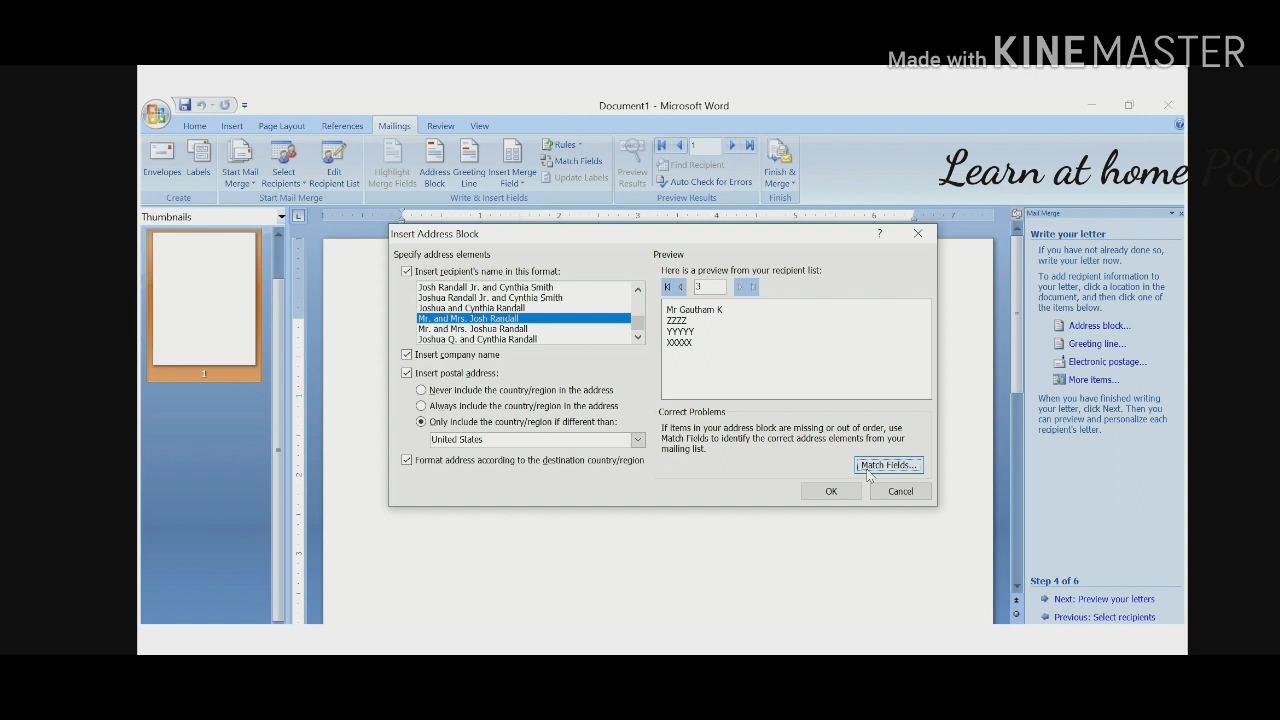 Made with KINEMASTER
Document1 - Microsoft Word
Home Insert Page Layout References Mailings Review View
Learn at home PSC
Envelopes Labels
Create
Start Mail Merge Select Recipients Edit Recipient List
Start Mail Merge
Highlight Merge Fields Address Block Greeting Line Insert Merge Field
Rules
Match Fields
Update Labels
Write & Insert Fields
Preview Results
1
Find Recipient
Auto Check for Errors
Preview Results
Finish & Merge
Finish
Thumbnails
1
Insert Address Block
Specify address elements
Insert recipient's name in this format:
Josh Randall Jr. and Cynthia Smith
Joshua Randall Jr. and Cynthia Smith
Joshua and Cynthia Randall
Mr. and Mrs. Josh Randall
Mr. and Mrs. Joshua Randall
Joshua Q. and Cynthia Randall
Insert company name
Insert postal address:
Never include the country/region in the address
Always include the country/region in the address
Only include the country/region if different than:
United States
Format address according to the destination country/region
Preview
Here is a preview from your recipient list:
3
Mr Gautham K
ZZZZ
YYYYY
XXXXX
Correct Problems
If items in your address block are missing or out of order, use
Match Fields to identify the correct address elements from your
mailing list.
Match Fields...
OK Cancel
Mail Merge
Write your letter
If you have not already done so,
write your letter now.
To add recipient information to
your letter, click a location in the
document, and then click one of
the items below.
Address block...
Greeting line...
Electronic postage...
More items...
When you have finished writing
your letter, click Next. Then you
can preview and personalize each
recipient's letter.
Step 4 of 6
Next: Preview your letters
Previous: Select recipients